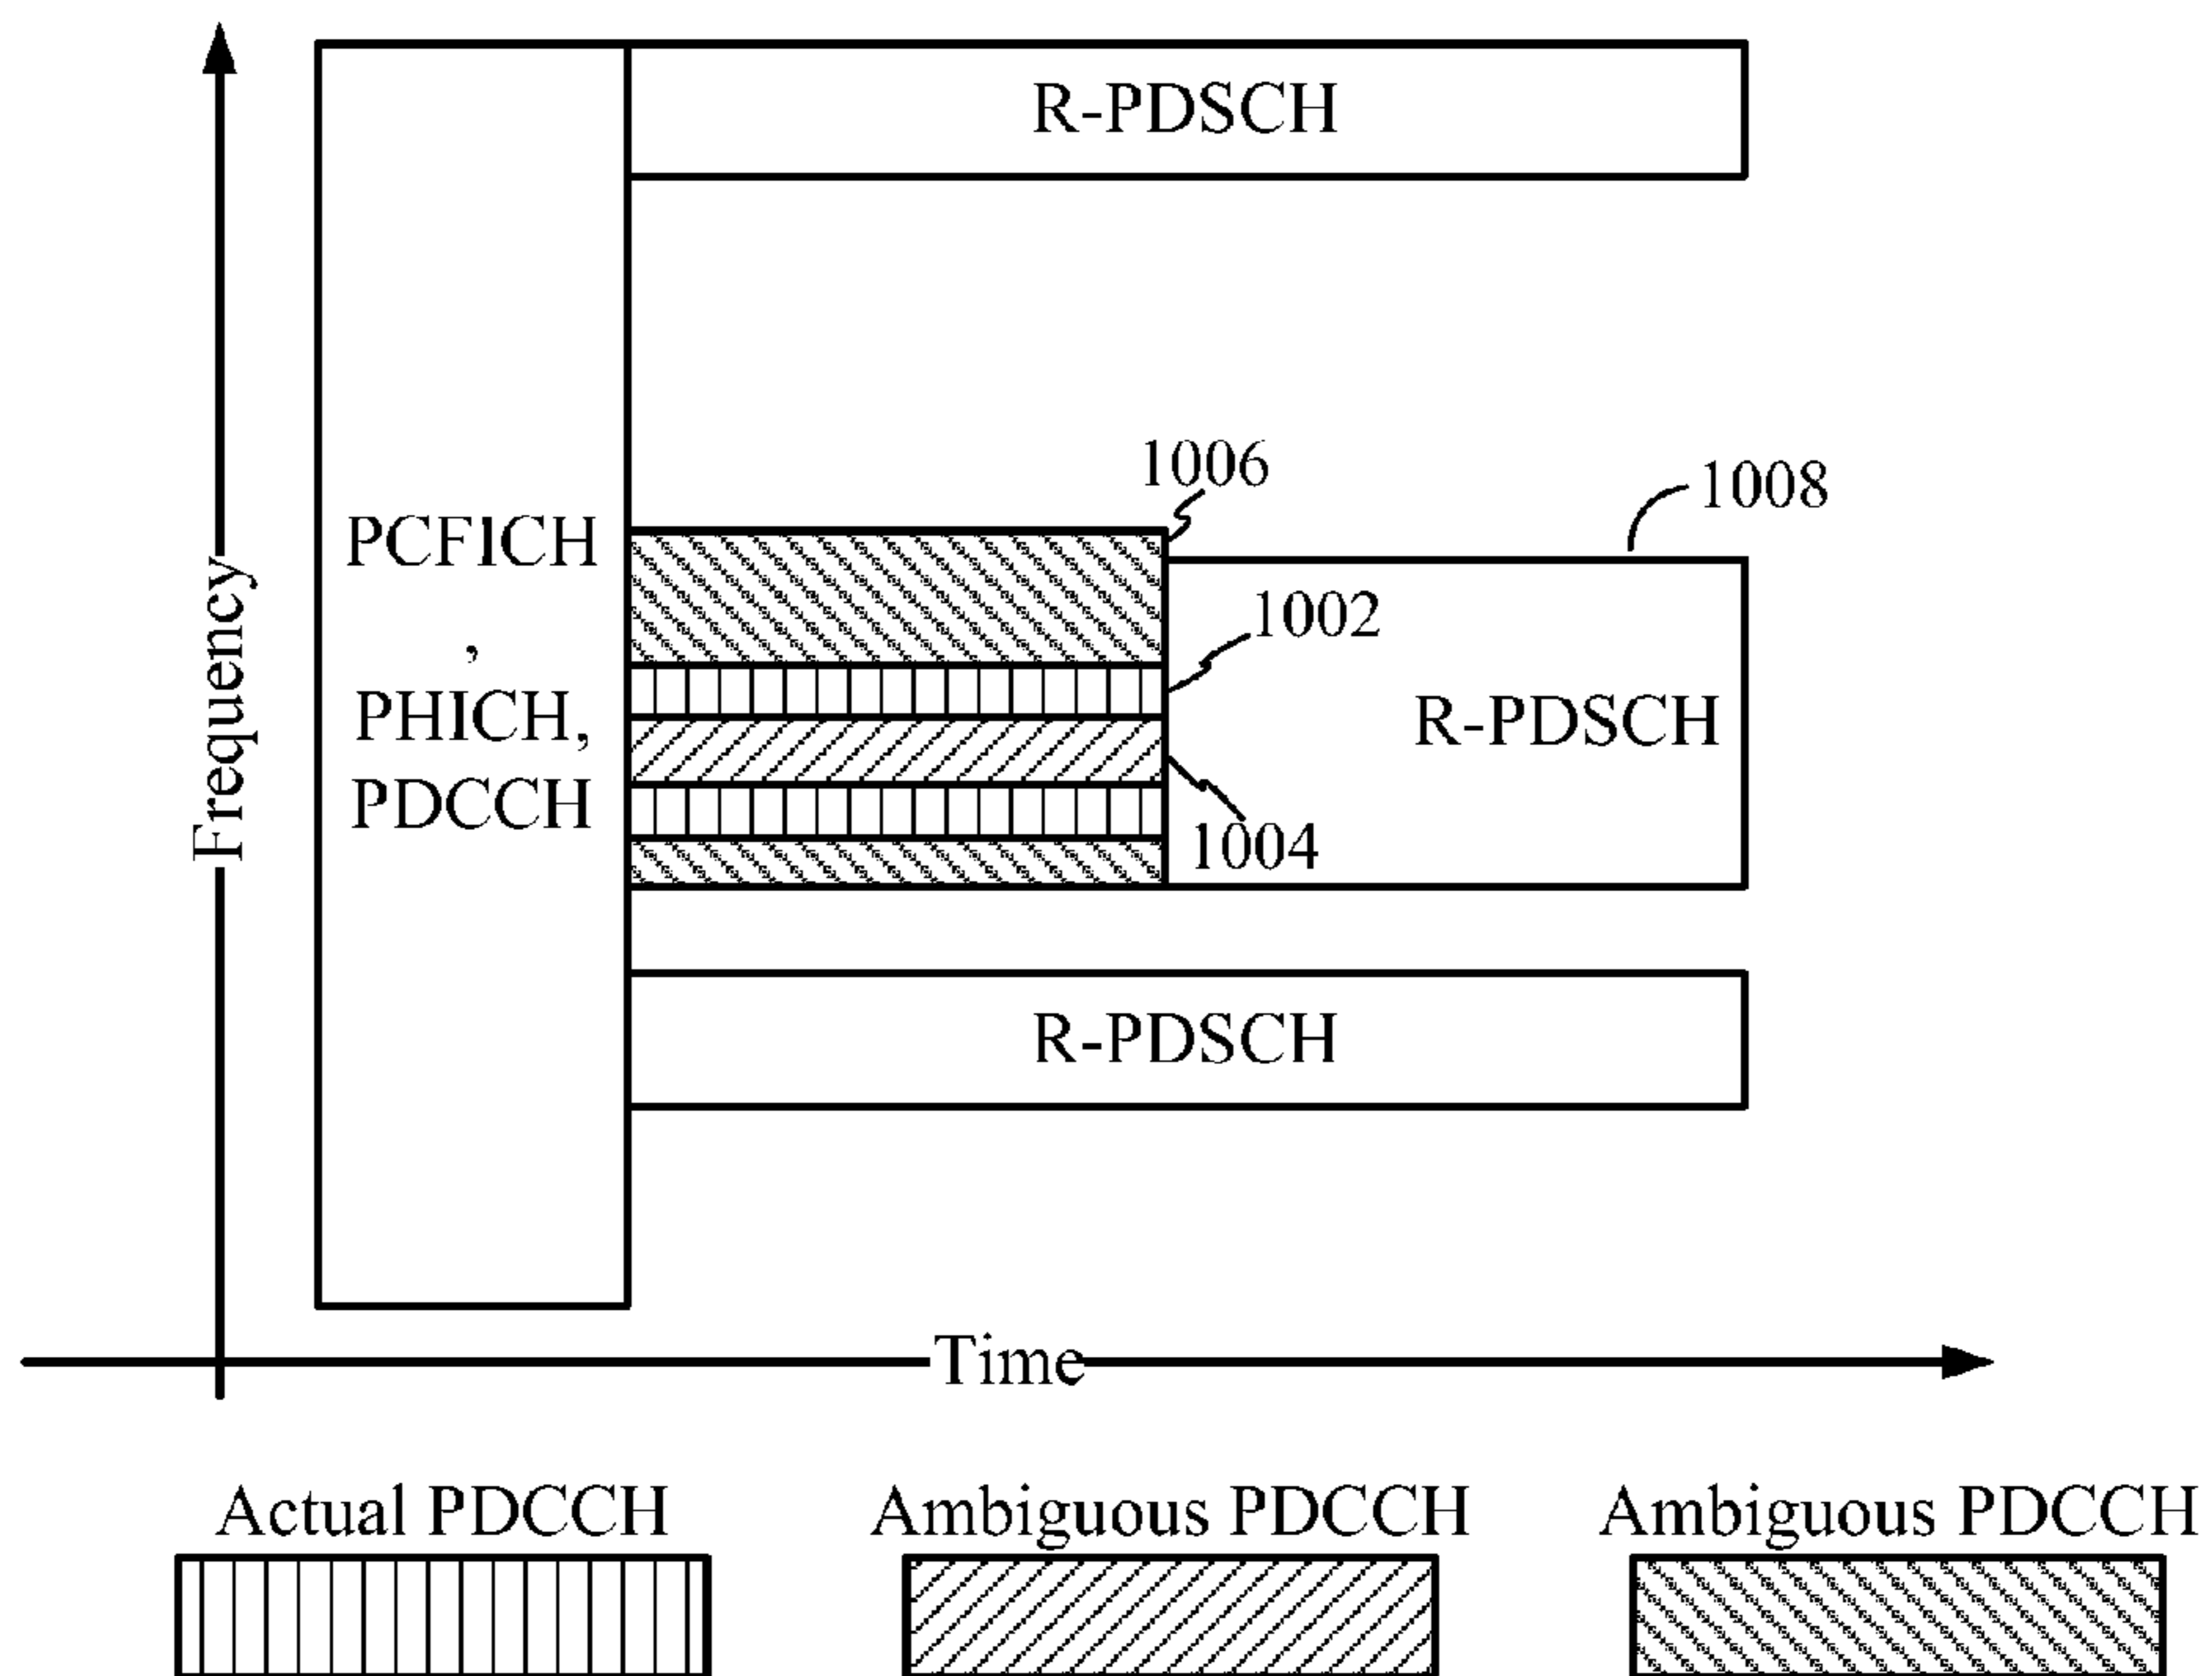 R-PDSCH
1006
1008
PCFICH
,
PHICH,
PDCCH
1002
R-PDSCH
1004
Frequency
R-PDSCH
Time
Actual PDCCH
Ambiguous PDCCH
Ambiguous PDCCH